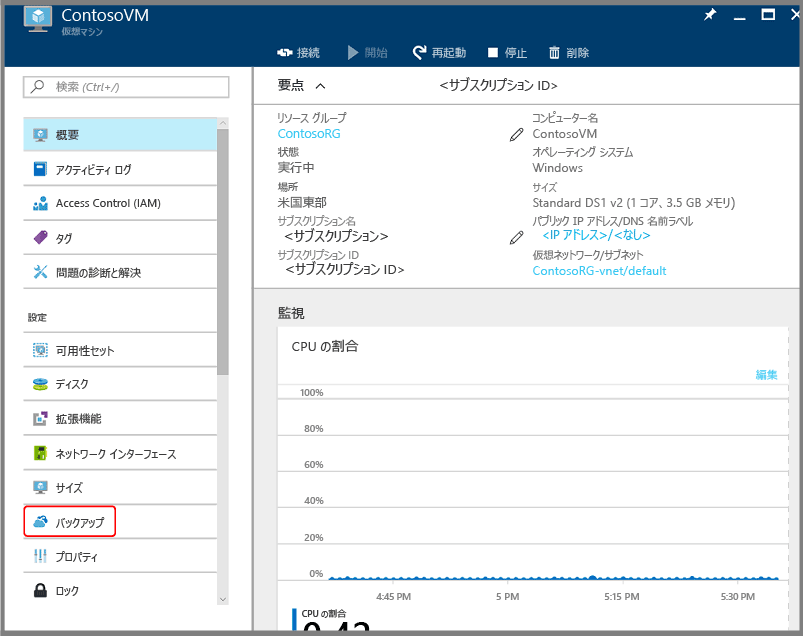 ContosoVM
仮想マシン
接続 開始 再起動 停止 削除
検索 (Ctrl+/)
概要
アクティビティ ログ
Access Control (IAM)
タグ
問題の診断と解決
設定
可用性セット
ディスク
拡張機能
ネットワーク インターフェース
サイズ
バックアップ
プロパティ
ロック
要点 <サブスクリプション ID>
リソース グループ
ContosoRG
状態
実行中
場所
米国東部
サブスクリプション名
<サブスクリプション>
サブスクリプション ID
<サブスクリプション ID>
コンピューター名
ContosoVM
オペレーティング システム
Windows
サイズ
Standard DS1 v2 (1 コア、3.5 GB メモリ)
パブリック IP アドレス/DNS 名前ラベル
<IP アドレス>/<なし>
仮想ネットワーク/サブネット
ContosoRG-vnet/default
監視
CPU の割合
編集
100%
80%
60%
40%
20%
0%
4:45 PM 5 PM 5:15 PM 5:30 PM
CPU の割合